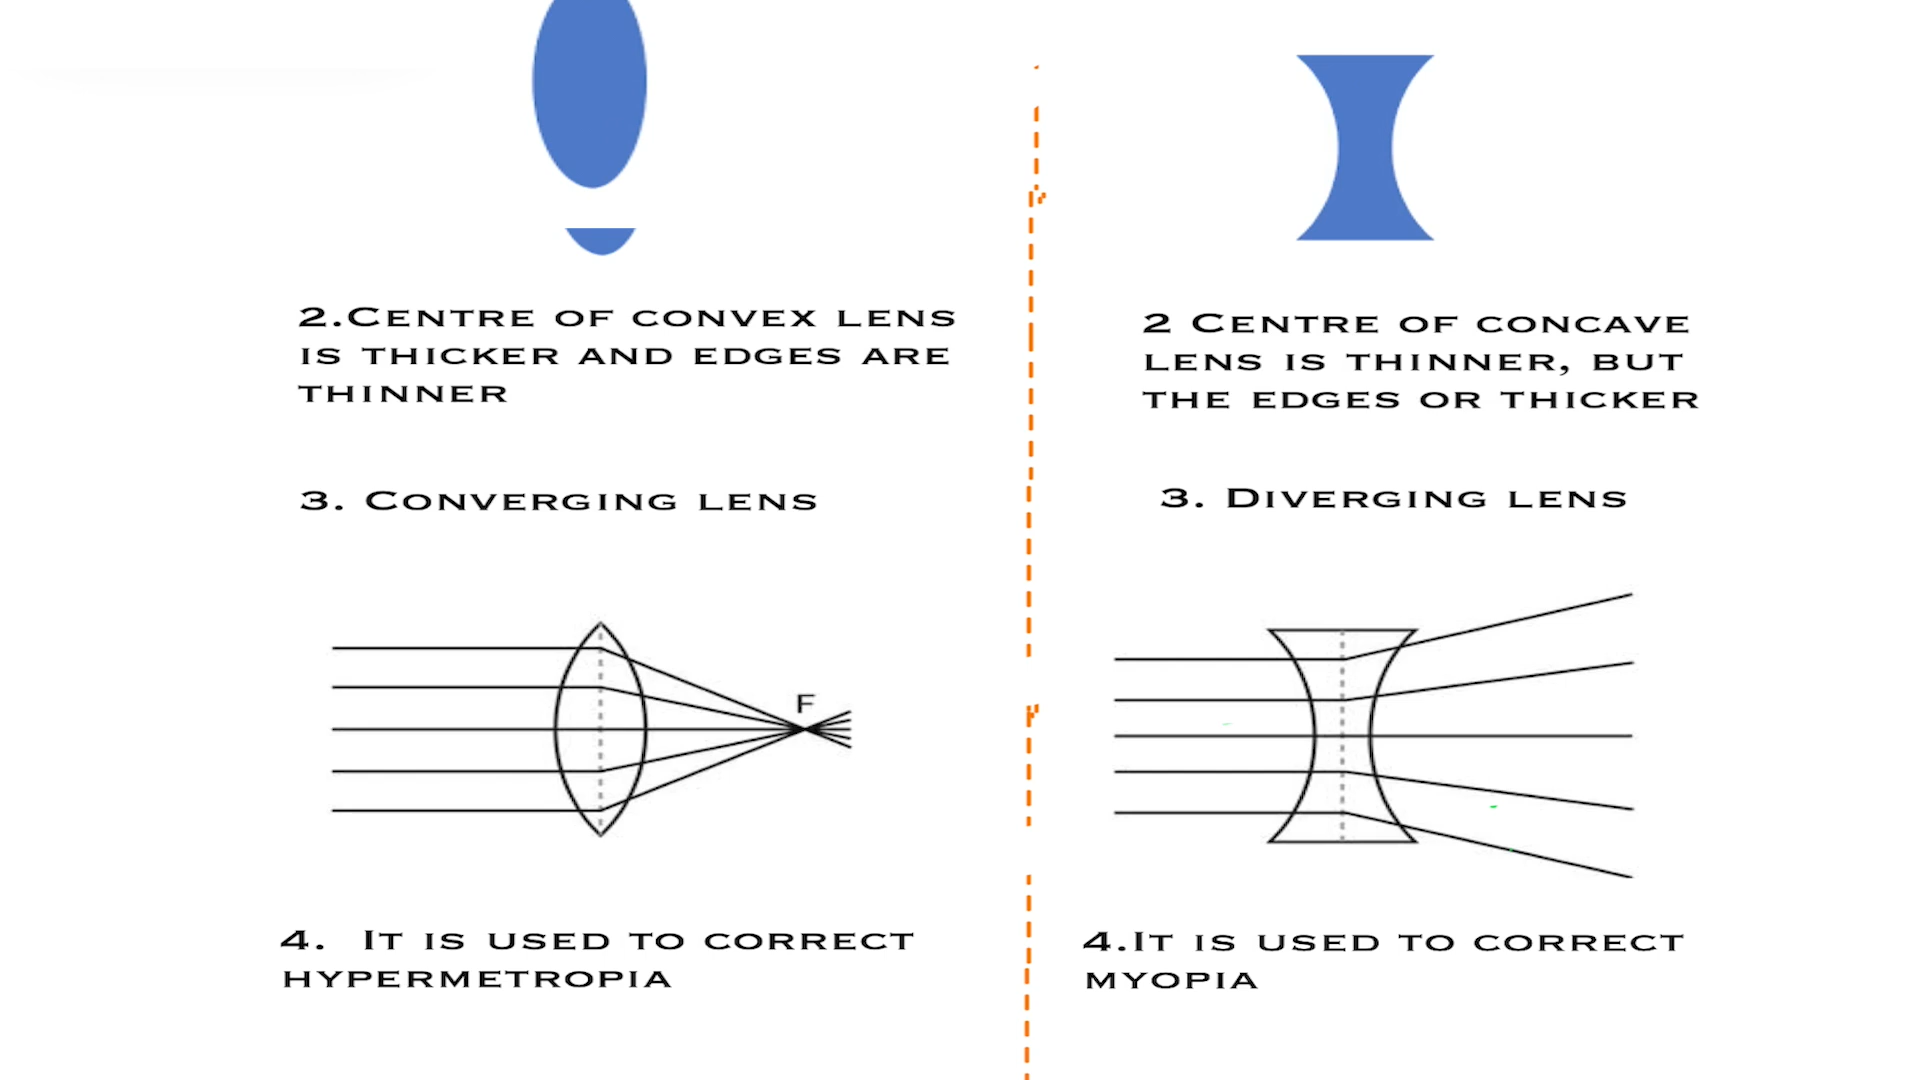 2.Centre of convex lens
is thicker and edges are
thinner
3. Converging lens
F
4. It is used to correct
hypermetropia
2 Centre of concave
lens is thinner, but
the edges or thicker
3. Diverging lens
4.It is used to correct
myopia